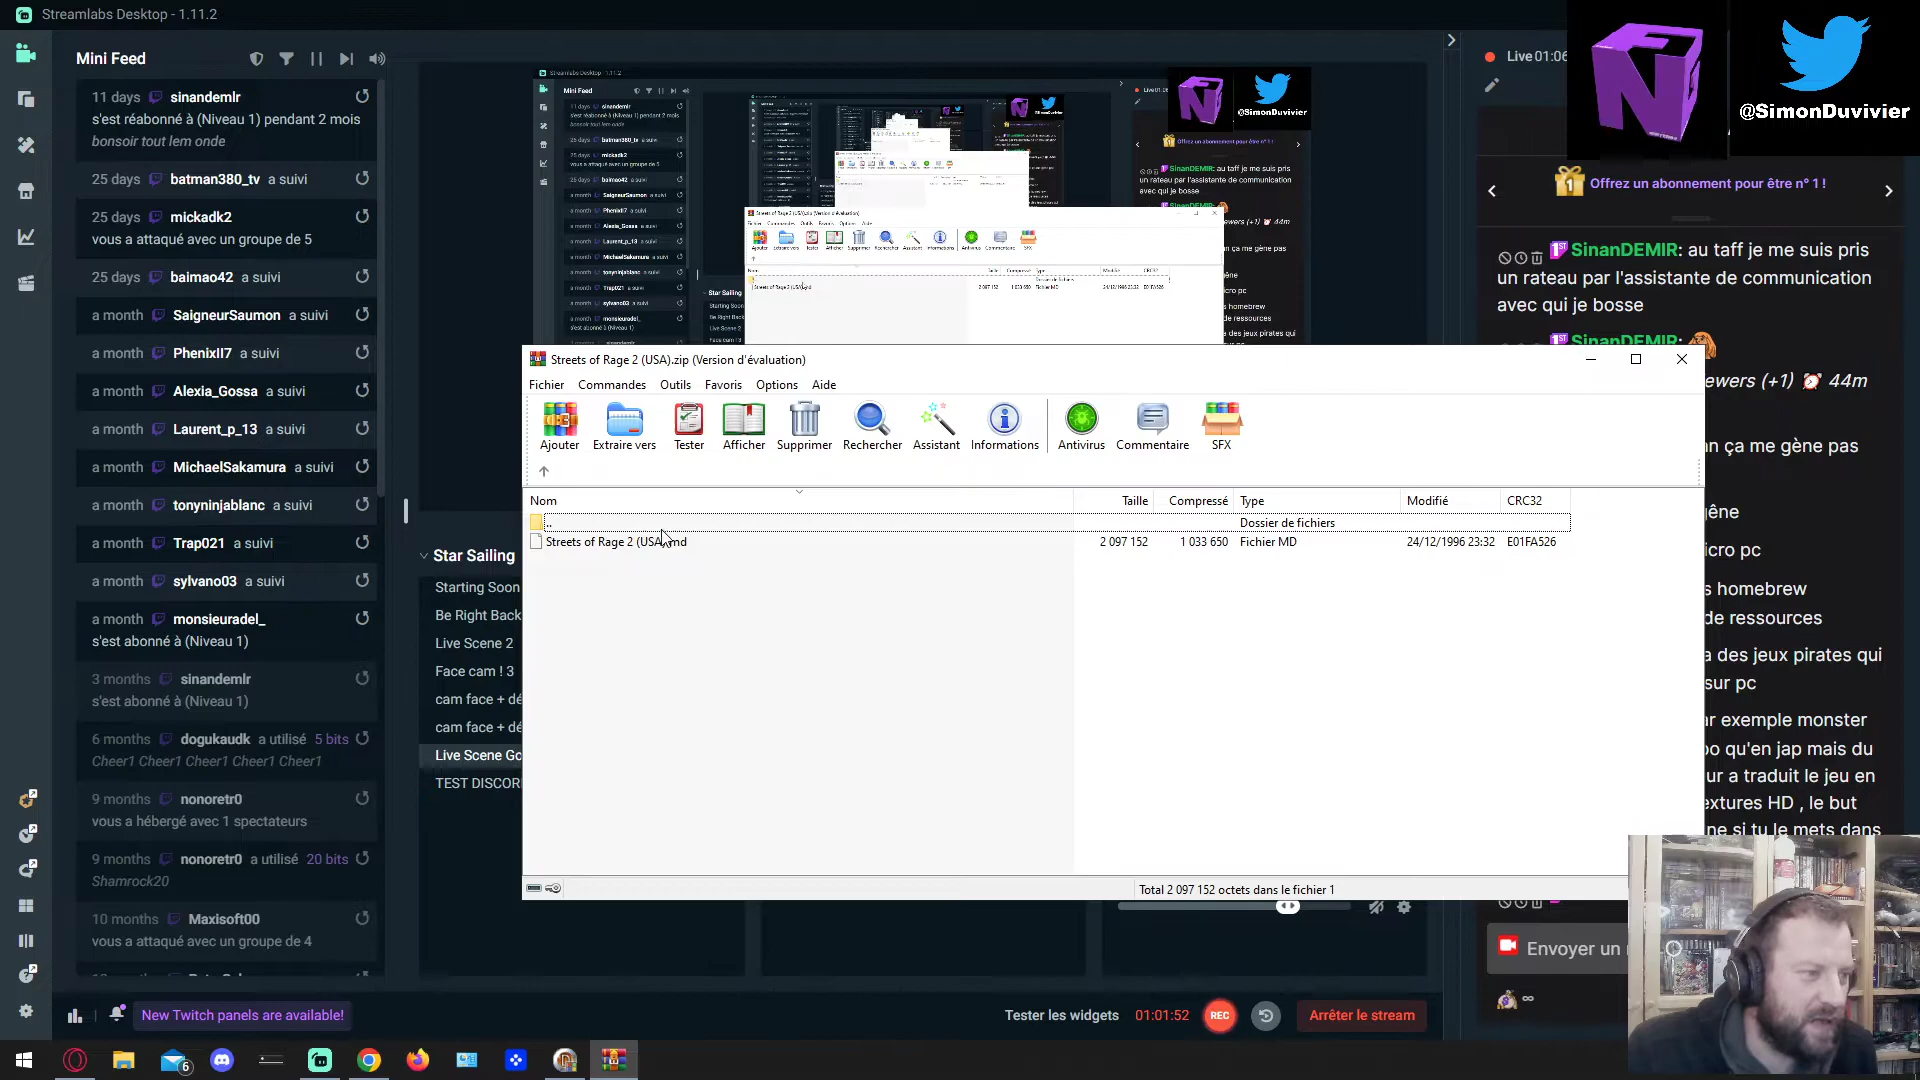 Streamlabs Desktop - 1.11.2
Mini Feed
11 days sinandemlr
s'est réabonné à (Niveau 1) pendant 2 mois
bonsoir tout lem onde
25 days batman380_tv a suivi
25 days mickadk2
vous a attaqué avec un groupe de 5
25 days baimao42 a suivi
a month SaigneurSaumon a suivi
a month PhenixII7 a suivi
a month Alexia_Gossa a suivi
a month Laurent_p_13 a suivi
a month MichaelSakamura a suivi
a month tonyninjablanc a suivi
a month Trap021 a suivi
a month sylvano03 a suivi
a month monsieuradel_
s'est abonné à (Niveau 1)
3 months sinandemlr
s'est abonné à (Niveau 1)
6 months dogukaudk a utilisé 5 bits
Cheer1 Cheer1 Cheer1 Cheer1 Cheer1
9 months nonoretr0
vous a hébergé avec 1 spectateurs
9 months nonoretr0 a utilisé 20 bits
Shamrock20
10 months Maxisoft00
vous a attaqué avec un groupe de 4
New Twitch panels are available!
Star Sailing
Starting Soon
Be Right Back
Live Scene 2
Face cam ! 3
cam face + dé
cam face + dé
Live Scene Go
TEST DISCOR
Streets of Rage 2 (USA).zip (Version d'évaluation)
Fichier Commandes Outils Favoris Options Aide
Ajouter Extraire vers Tester Afficher Supprimer Rechercher Assistant Informations Antivirus Commentaire SFX
Nom Taille Compressé Type Modifié CRC32
.. Dossier de fichiers
Streets of Rage 2 (USA).md 2 097 152 1 033 650 Fichier MD 24/12/1996 23:32 E01FA526
Total 2 097 152 octets dans le fichier 1
Tester les widgets 01:01:52 REC Arrêter le stream
Live 01:06
@SimonDuvivier
Offrez un abonnement pour être n° 1 !
SinanDEMIR: au taff je me suis pris
un rateau par l'assistante de communication
avec qui je bosse
SinanDEMIR:
ewers (+1) 44m
n ça me gène pas
gêne
icro pc
s homebrew
de ressources
a des jeux pirates qui
sur pc
ar exemple monster
oo qu'en jap mais du
ur a traduit le jeu en
extures HD , le but
ne si tu le mets dans
Envoyer un
6